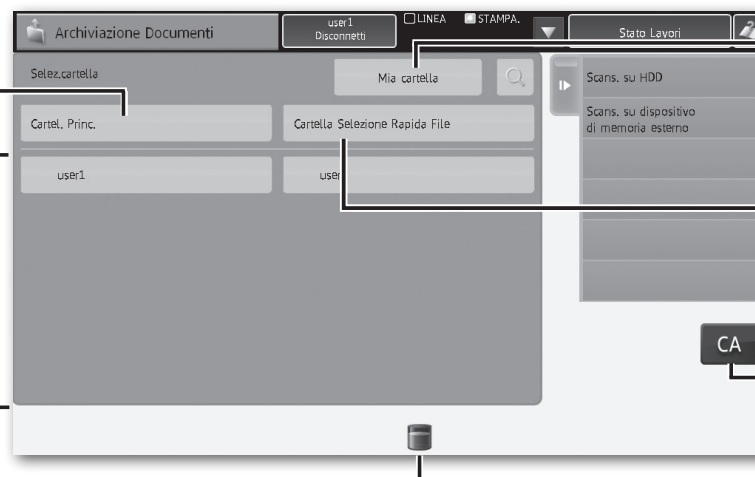 Archiviazione Documenti
user1
Disconnetti
LINEA STAMPA.
Stato Lavori
Selez.cartella
Mia cartella
Scans. su HDD
Cartel. Princ.
Cartella Selezione Rapida File
Scans. su dispositivo
di memoria esterno
user1
user
CA